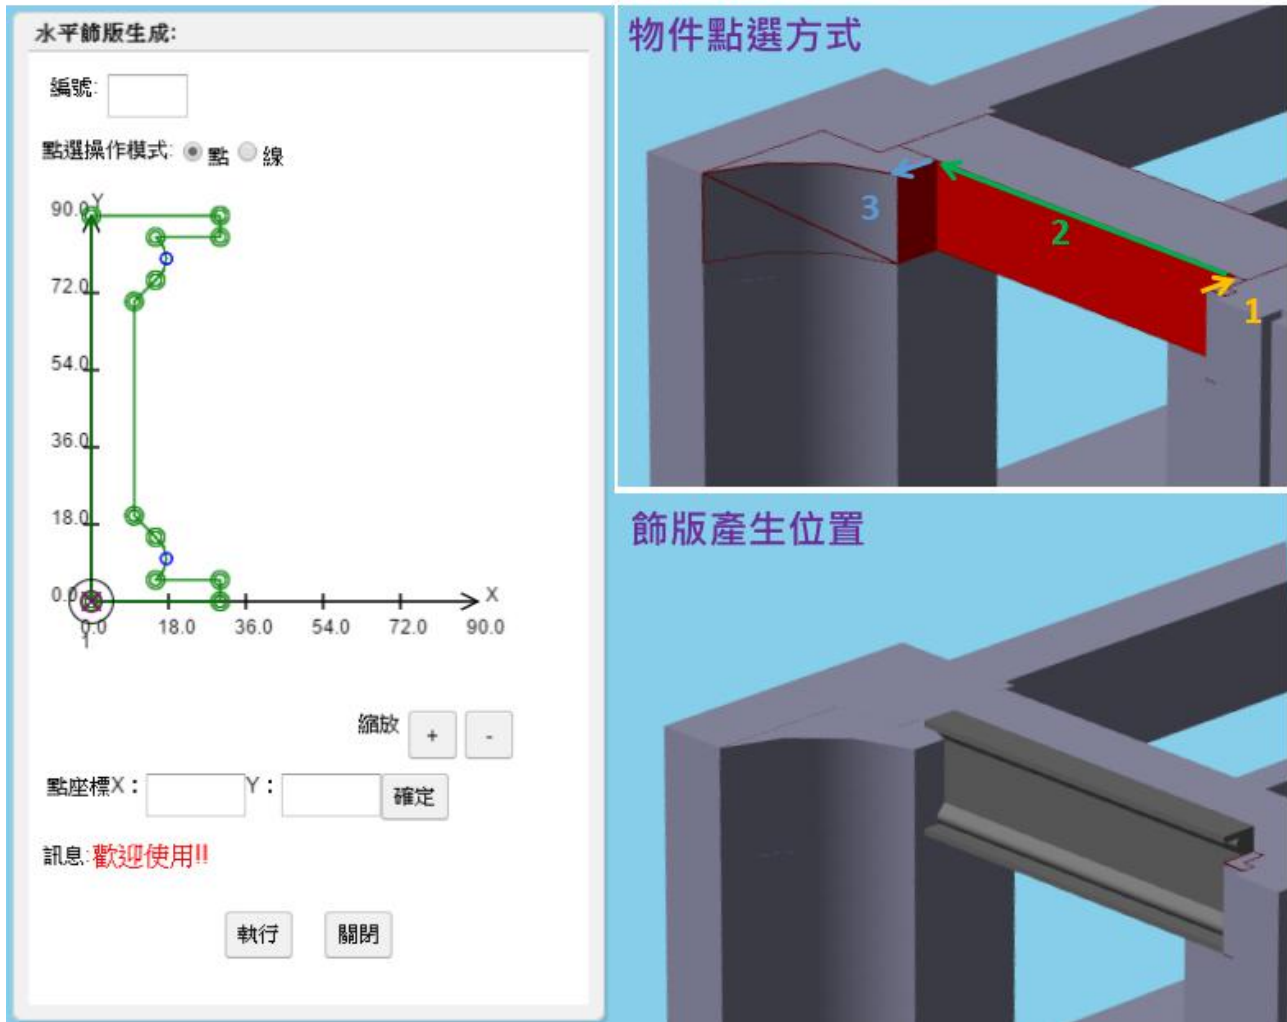 水平飾版生成:
編號:
點選操作模式: 點 線
90.0 Y
72.0
54.0
36.0
18.0
0.0 X
0.0 18.0 36.0 54.0 72.0 90.0
1
縮放 + -
點座標X: Y: 確定
訊息:歡迎使用!!
執行 關閉
物件點選方式
3
2
1
飾版產生位置